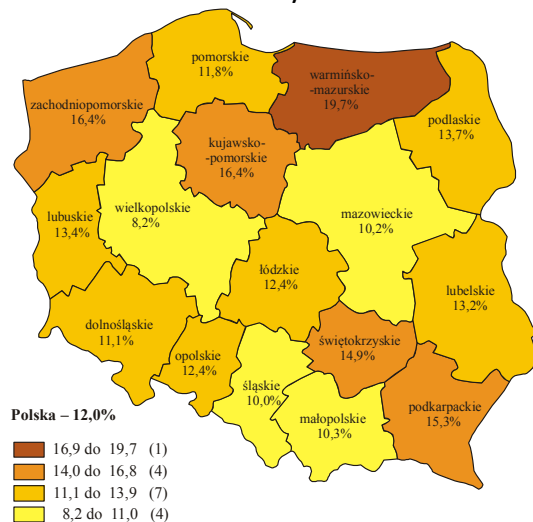 pomorskie
11,8%
warmińsko-
-mazurskie
19,7%
zachodniopomorskie
16,4%
podlaskie
13,7%
kujawsko-
-pomorskie
16,4%
wielkopolskie
8,2%
mazowieckie
10,2%
lubuskie
13,4%
łódzkie
12,4%
lubelskie
13,2%
dolnośląskie
11,1%
świętokrzyskie
14,9%
opolskie
12,4%
śląskie
10,0%
podkarpackie
15,3%
małopolskie
10,3%
Polska – 12,0%
16,9 do 19,7 (1)
14,0 do 16,8 (4)
11,1 do 13,9 (7)
8,2 do 11,0 (4)